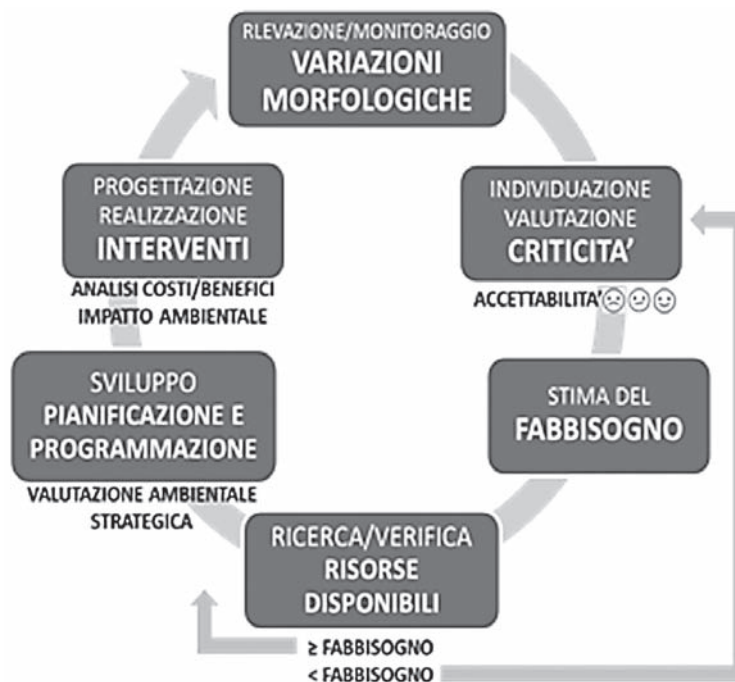 RLEVAZIONE/MONITORAGGIO
VARIAZIONI
MORFOLOGICHE
INDIVIDUAZIONE
VALUTAZIONE
CRITICITA’
ACCETTABILITA’
STIMA DEL
FABBISOGNO
RICERCA/VERIFICA
RISORSE
DISPONIBILI
≥ FABBISOGNO
< FABBISOGNO
SVILUPPO
PIANIFICAZIONE E
PROGRAMMAZIONE
VALUTAZIONE AMBIENTALE
STRATEGICA
PROGETTAZIONE
REALIZZAZIONE
INTERVENTI
ANALISI COSTI/BENEFICI
IMPATTO AMBIENTALE